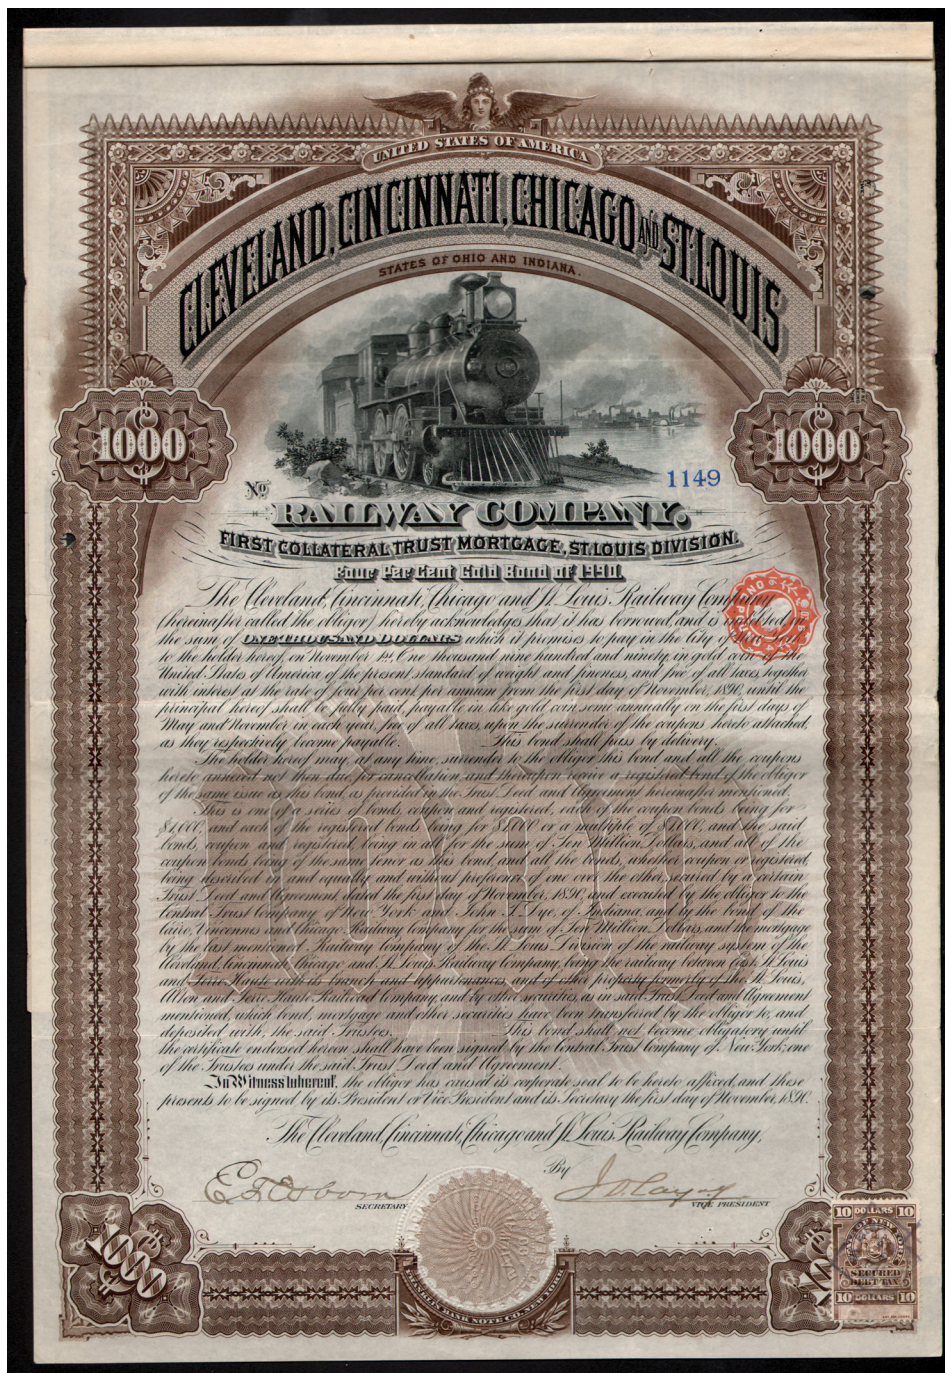 UNITED STATES OF AMERICA
CLEVELAND, CINCINNATI, CHICAGO AND ST. LOUIS
STATES OF OHIO AND INDIANA.
1000
1000
No
1149
RAILWAY COMPANY.
FIRST COLLATERAL TRUST MORTGAGE, ST. LOUIS DIVISION.
Four Per Cent Gold Bond of 1990.
The Cleveland, Cincinnati, Chicago and St. Louis Railway Company
(hereinafter called the obligor) hereby acknowledges that it has borrowed, and is indebted in
the sum of ONE THOUSAND DOLLARS which it promises to pay in the City of New York
to the holder hereof, on November 1st, One thousand nine hundred and ninety, in gold coin of the
United States of America of the present standard of weight and fineness, and free of all taxes, together
with interest at the rate of four per cent per annum from the first day of November, 1890, until the
principal hereof shall be fully paid, payable in like gold coin semi annually on the first days of
May and November in each year, free of all taxes, upon the surrender of the coupons hereto attached,
as they respectively become payable. This bond shall pass by delivery.
The holder hereof may, at any time, surrender to the obligor this bond and all the coupons
hereto annexed not then due, for cancellation and thereupon receive a registered bond of the obligor
of the same issue as this bond, as provided in the Trust Deed and Agreement hereinafter mentioned.
This is one of a series of bonds, coupon and registered, each of the coupon bonds being for
$1,000, and each of the registered bonds being for $1,000 or a multiple of $1,000, and the said
bonds, coupon and registered, being in all for the sum of Ten Million Dollars, and all of the
coupon bonds being of the same tenor as this bond, and all the bonds, whether coupon or registered,
being described in and equally and without preference of one over the other, secured by a certain
Trust Deed and Agreement, dated the first day of November, 1890, and executed by the obligor to the
Central Trust Company of New York and John T. Dye, of Indiana, and by the bond of the
Cairo, Vincennes and Chicago Railway Company for the sum of Ten Million Dollars, and the mortgage
by the last mentioned Railway Company of the St. Louis Division of the railway system of the
Cleveland, Cincinnati, Chicago and St. Louis Railway Company, being the railway between East St. Louis
and Terre Haute with its branch and appurtenances, and of other property formerly of the St. Louis,
Alton and Terre Haute Railroad Company, and by other securities, as in said Trust Deed and Agreement
mentioned, which bond, mortgage and other securities have been transferred by the obligor to, and
deposited with, the said Trustees. This bond shall not become obligatory until
the certificate endorsed hereon shall have been signed by the Central Trust Company of New York, one
of the Trustees under the said Trust Deed and Agreement.
In Witness Whereof, the obligor has caused its corporate seal to be hereto affixed, and these
presents to be signed by its President or Vice President and its Secretary the first day of November, 1890.
The Cleveland, Cincinnati, Chicago and St. Louis Railway Company,
By
E F Osborn
SECRETARY
VICE PRESIDENT
1000
10 DOLLARS 10
SECURED
DEBT TAX
10 DOLLARS 10
BANK NOTE CO. NEW YORK